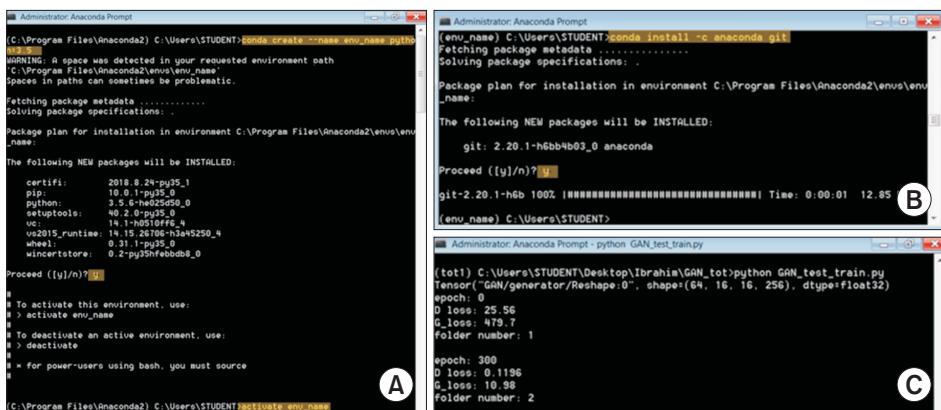 Administrator: Anaconda Prompt
(C:\Program Files\Anaconda2) C:\Users\STUDENT>conda create --name env_name pytho
n=3.5
WARNING: A space was detected in your requested environment path
'C:\Program Files\Anaconda2\envs\env_name'
Spaces in paths can sometimes be problematic.
Fetching package metadata .............
Solving package specifications: .
Package plan for installation in environment C:\Program Files\Anaconda2\envs\env
_name:
The following NEW packages will be INSTALLED:
certifi: 2018.8.24-py35_1
pip: 10.0.1-py35_0
python: 3.5.6-he025d50_0
setuptools: 40.2.0-py35_0
vc: 14.1-h0510ff6_4
vs2015_runtime: 14.15.26706-h3a45250_4
wheel: 0.31.1-py35_0
wincertstore: 0.2-py35hfebbdb8_0
Proceed ([y]/n)? y
#
# To activate this environment, use:
# > activate env_name
#
# To deactivate an active environment, use:
# > deactivate
#
# * for power-users using bash, you must source
#
(C:\Program Files\Anaconda2) C:\Users\STUDENT>activate env_name
A
Administrator: Anaconda Prompt
(env_name) C:\Users\STUDENT>conda install -c anaconda git
Fetching package metadata ...............
Solving package specifications: .
Package plan for installation in environment C:\Program Files\Anaconda2\envs\env
_name:
The following NEW packages will be INSTALLED:
git: 2.20.1-h6bb4b03_0 anaconda
Proceed ([y]/n)? y
git-2.20.1-h6b 100% |###############################| Time: 0:00:01 12.85
(env_name) C:\Users\STUDENT>
B
Administrator: Anaconda Prompt - python GAN_test_train.py
(tot1) C:\Users\STUDENT\Desktop\Ibrahim\GAN_tot>python GAN_test_train.py
Tensor("GAN/generator/Reshape:0", shape=(64, 16, 16, 256), dtype=float32)
epoch: 0
D loss: 25.56
G_loss: 479.7
folder number: 1
epoch: 300
D loss: 0.1196
G_loss: 10.98
folder number: 2
C